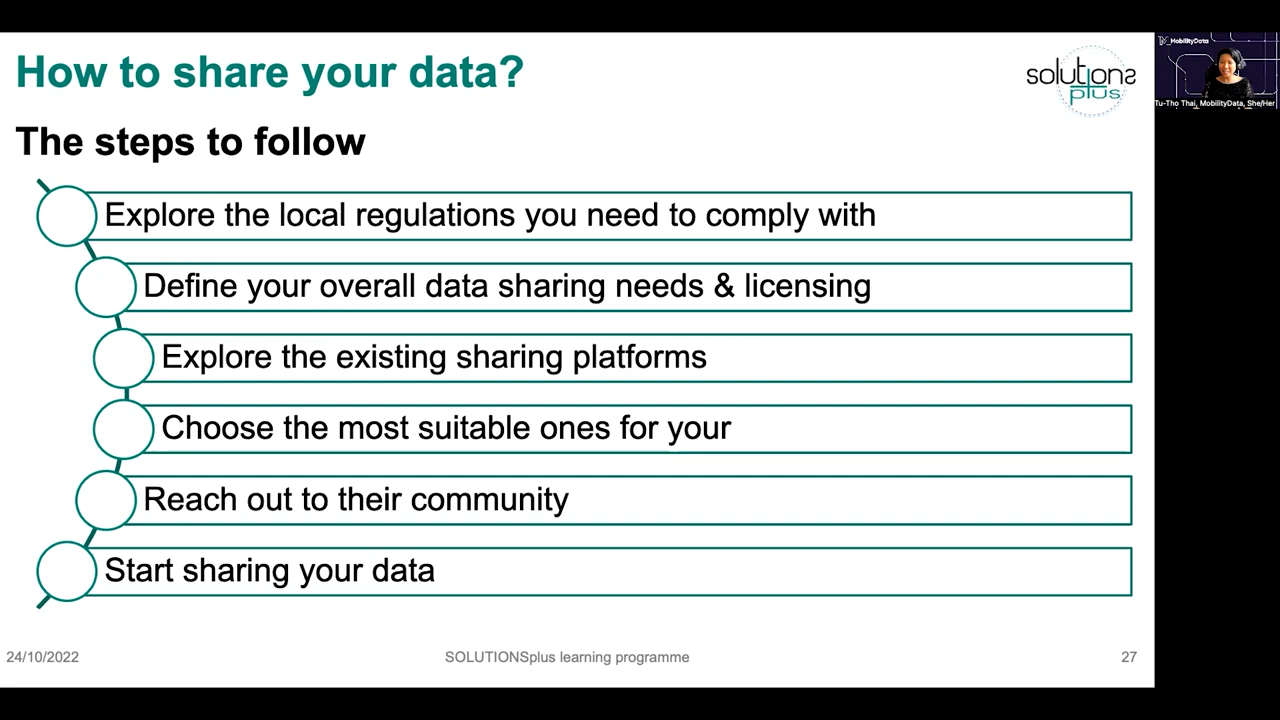 How to share your data?
solutions
plus
MobilityData
Tu-Tho Thai, MobilityData, She/Her
The steps to follow
Explore the local regulations you need to comply with
Define your overall data sharing needs & licensing
Explore the existing sharing platforms
Choose the most suitable ones for your
Reach out to their community
Start sharing your data
24/10/2022
SOLUTIONSplus learning programme
27